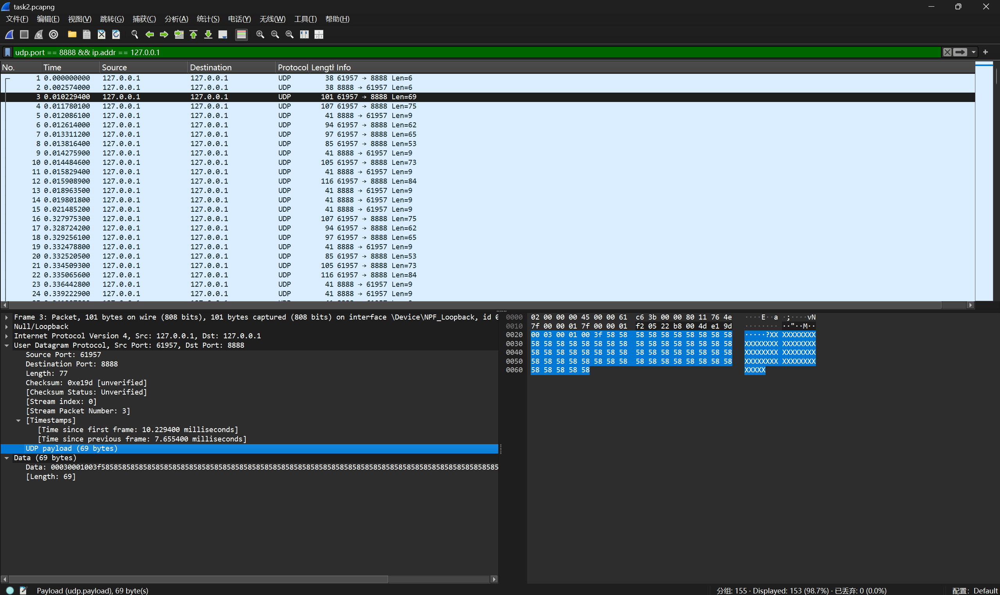 task2.pcapng
文件(F) 编辑(E) 视图(V) 跳转(G) 捕获(C) 分析(A) 统计(S) 电话(Y) 无线(W) 工具(T) 帮助(H)
udp.port == 8888 && ip.addr == 127.0.0.1
No. Time Source Destination Protocol Length Info
1 0.000000000 127.0.0.1 127.0.0.1 UDP 38 61957 → 8888 Len=6
2 0.002574000 127.0.0.1 127.0.0.1 UDP 38 8888 → 61957 Len=6
3 0.010229400 127.0.0.1 127.0.0.1 UDP 101 61957 → 8888 Len=69
4 0.011780100 127.0.0.1 127.0.0.1 UDP 107 61957 → 8888 Len=75
5 0.012086100 127.0.0.1 127.0.0.1 UDP 41 8888 → 61957 Len=9
6 0.012614000 127.0.0.1 127.0.0.1 UDP 94 61957 → 8888 Len=62
7 0.013311200 127.0.0.1 127.0.0.1 UDP 97 61957 → 8888 Len=65
8 0.013816400 127.0.0.1 127.0.0.1 UDP 85 61957 → 8888 Len=53
9 0.014275900 127.0.0.1 127.0.0.1 UDP 41 8888 → 61957 Len=9
10 0.014484600 127.0.0.1 127.0.0.1 UDP 105 61957 → 8888 Len=73
11 0.015829400 127.0.0.1 127.0.0.1 UDP 41 8888 → 61957 Len=9
12 0.015908900 127.0.0.1 127.0.0.1 UDP 116 61957 → 8888 Len=84
13 0.018963500 127.0.0.1 127.0.0.1 UDP 41 8888 → 61957 Len=9
14 0.019801800 127.0.0.1 127.0.0.1 UDP 41 8888 → 61957 Len=9
15 0.021485200 127.0.0.1 127.0.0.1 UDP 41 8888 → 61957 Len=9
16 0.327975300 127.0.0.1 127.0.0.1 UDP 107 61957 → 8888 Len=75
17 0.328724200 127.0.0.1 127.0.0.1 UDP 94 61957 → 8888 Len=62
18 0.329256100 127.0.0.1 127.0.0.1 UDP 97 61957 → 8888 Len=65
19 0.332478800 127.0.0.1 127.0.0.1 UDP 41 8888 → 61957 Len=9
20 0.332520500 127.0.0.1 127.0.0.1 UDP 85 61957 → 8888 Len=53
21 0.334509300 127.0.0.1 127.0.0.1 UDP 105 61957 → 8888 Len=73
22 0.335065600 127.0.0.1 127.0.0.1 UDP 116 61957 → 8888 Len=84
23 0.336442800 127.0.0.1 127.0.0.1 UDP 41 8888 → 61957 Len=9
24 0.339222900 127.0.0.1 127.0.0.1 UDP 41 8888 → 61957 Len=9
Frame 3: Packet, 101 bytes on wire (808 bits), 101 bytes captured (808 bits) on interface \Device\NPF_Loopback, id
Null/Loopback
Internet Protocol Version 4, Src: 127.0.0.1, Dst: 127.0.0.1
User Datagram Protocol, Src Port: 61957, Dst Port: 8888
Source Port: 61957
Destination Port: 8888
Length: 77
Checksum: 0xe19d [unverified]
[Checksum Status: Unverified]
[Stream index: 0]
[Stream Packet Number: 3]
[Timestamps]
[Time since first frame: 10.229400 milliseconds]
[Time since previous frame: 7.655400 milliseconds]
UDP payload (69 bytes)
Data (69 bytes)
Data: 00030001003f58585858585858585858585858585858585858585858585858585858585858585858585858585858585858585858585
[Length: 69]
0000 02 00 00 00 45 00 00 61 c6 3b 00 00 80 11 76 4e ····E··a ·;····vN
0010 7f 00 00 01 7f 00 00 01 f2 05 22 b8 00 4d e1 9d ········ ··"··M··
0020 00 03 00 01 00 3f 58 58 58 58 58 58 58 58 58 58 ·····?XX XXXXXXXX
0030 58 58 58 58 58 58 58 58 58 58 58 58 58 58 58 58 XXXXXXXX XXXXXXXX
0040 58 58 58 58 58 58 58 58 58 58 58 58 58 58 58 58 XXXXXXXX XXXXXXXX
0050 58 58 58 58 58 58 58 58 58 58 58 58 58 58 58 58 XXXXXXXX XXXXXXXX
0060 58 58 58 58 58 XXXXX
Payload (udp.payload), 69 byte(s)
分组: 155 · Displayed: 153 (98.7%) · 已丢弃: 0 (0.0%)
配置: Default